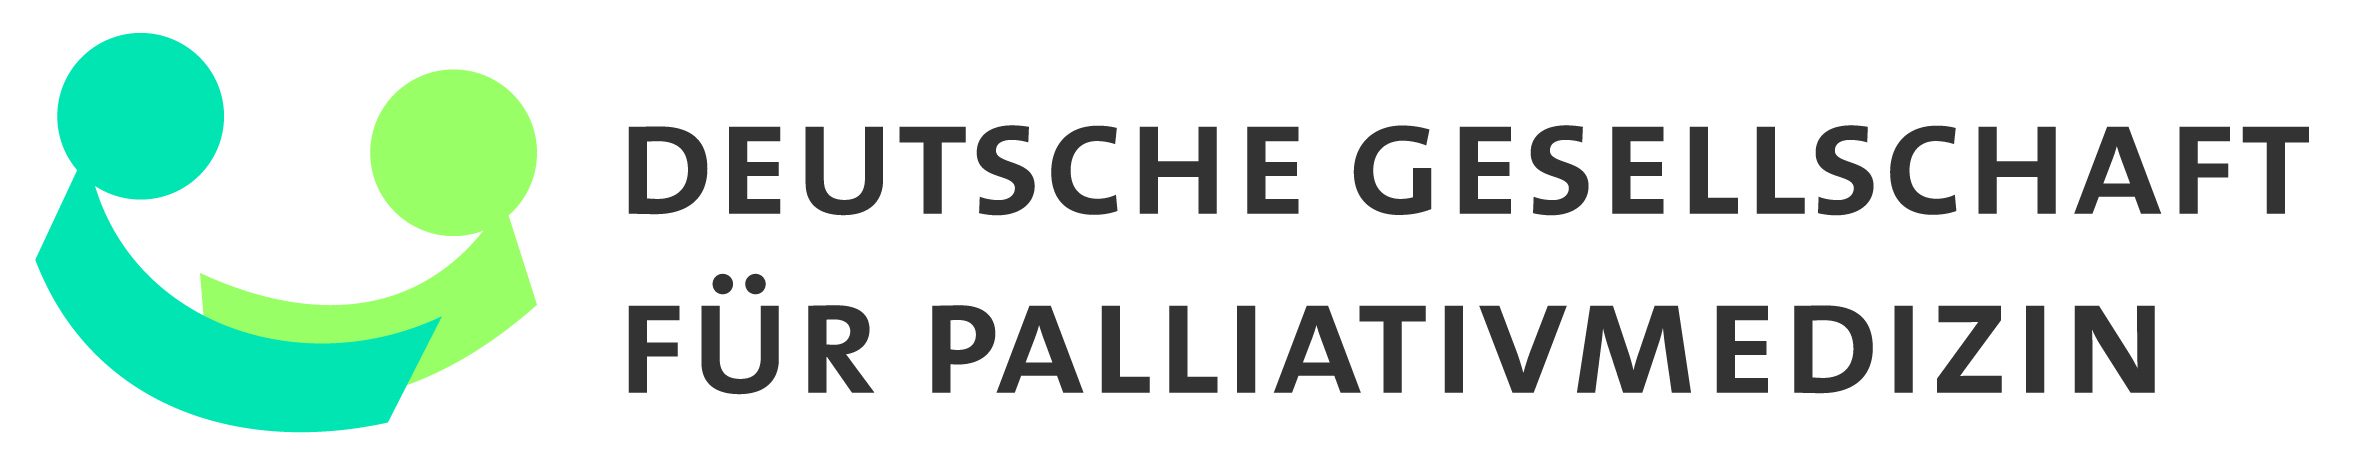 DEUTSCHE GESELLSCHAFT
FÜR PALLIATIVMEDIZIN